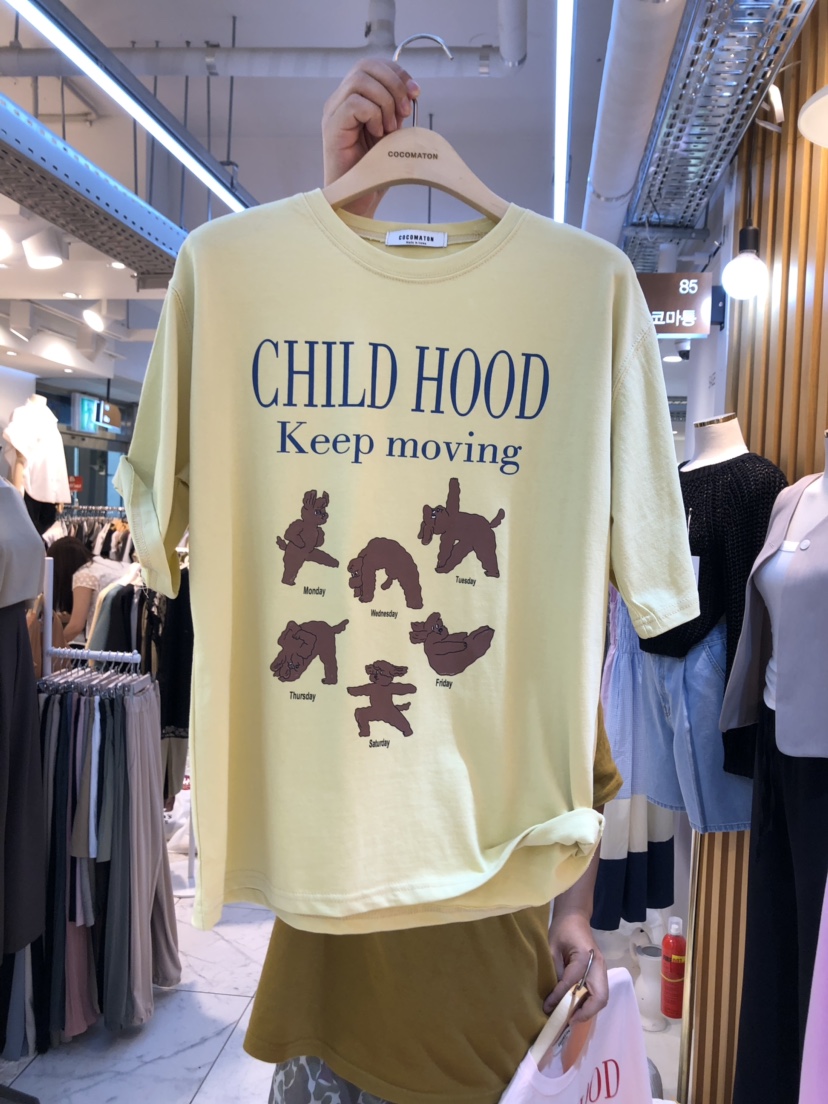 COCOMATON
COCOMATON
85
코마통
CHILD HOOD
Keep moving
Monday
Tuesday
Wednesday
Thursday
Friday
Saturday